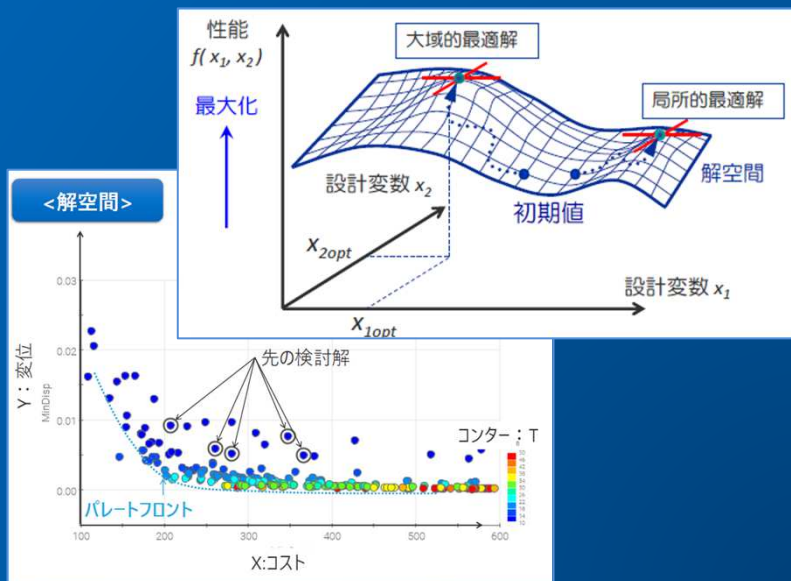 性能
f( x₁, x₂)
最大化
大域的最適解
局所的最適解
解空間
設計変数 x₂
初期値
X₂opt
設計変数 x₁
X₁opt
<解空間>
0.03
0.02
0.01
0.00
Y：変位
MinDisp
先の検討解
コンター：T
パレートフロント
100
200
300
400
500
600
X:コスト